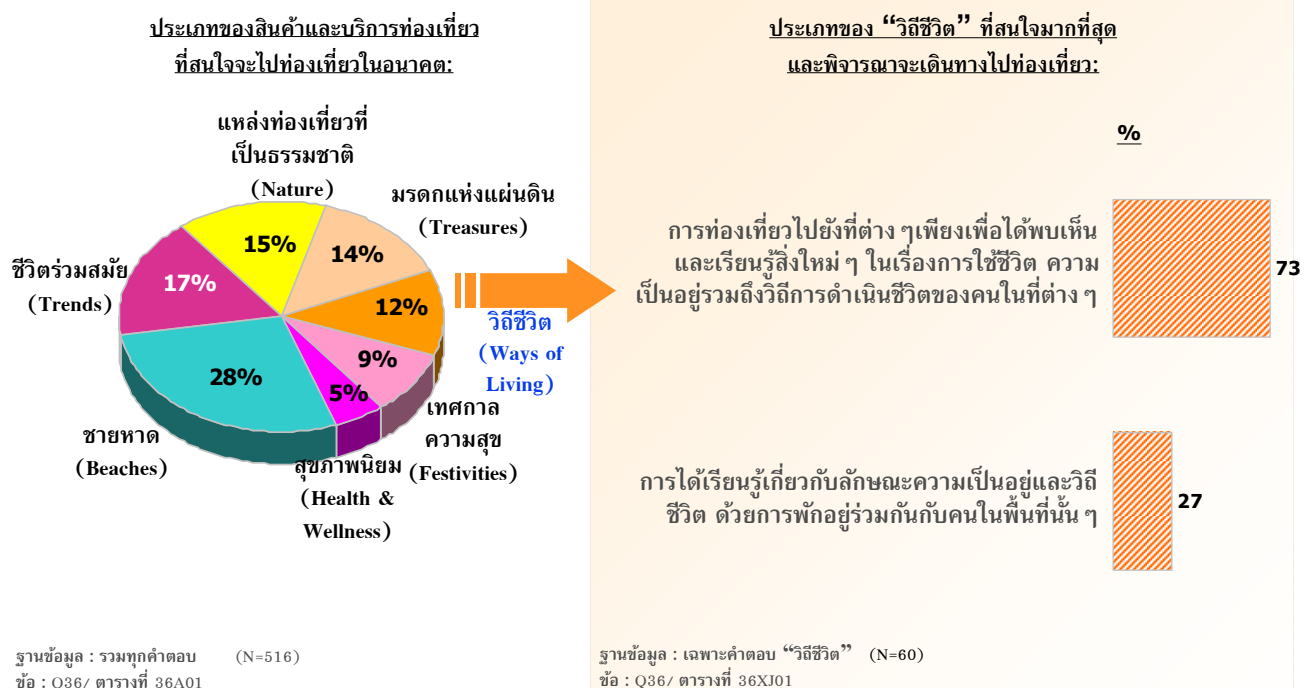 ประเภทของสินค้าและบริการท่องเที่ยว
ที่สนใจจะไปท่องเที่ยวในอนาคต:
แหล่งท่องเที่ยวที่
เป็นธรรมชาติ
(Nature)
15%
มรดกแห่งแผ่นดิน
(Treasures)
14%
ชีวิตร่วมสมัย
(Trends)
17%
12%
วิถีชีวิต
(Ways of
Living)
9%
28%
5%
เทศกาล
ความสุข
(Festivities)
ชายหาด
(Beaches)
สุขภาพนิยม
(Health &
Wellness)
ฐานข้อมูล : รวมทุกคำตอบ (N=516)
ข้อ : Q36/ ตารางที่ 36A01
ประเภทของ “วิถีชีวิต” ที่สนใจมากที่สุด
และพิจารณาจะเดินทางไปท่องเที่ยว:
%
การท่องเที่ยวไปยังที่ต่าง ๆเพียงเพื่อได้พบเห็น
และเรียนรู้สิ่งใหม่ ๆ ในเรื่องการใช้ชีวิต ความ
เป็นอยู่รวมถึงวิถีการดำเนินชีวิตของคนในที่ต่าง ๆ
73
การได้เรียนรู้เกี่ยวกับลักษณะความเป็นอยู่และวิถี
ชีวิต ด้วยการพักอยู่ร่วมกันกับคนในพื้นที่นั้น ๆ
27
ฐานข้อมูล : เฉพาะคำตอบ “วิถีชีวิต” (N=60)
ข้อ : Q36/ ตารางที่ 36XJ01